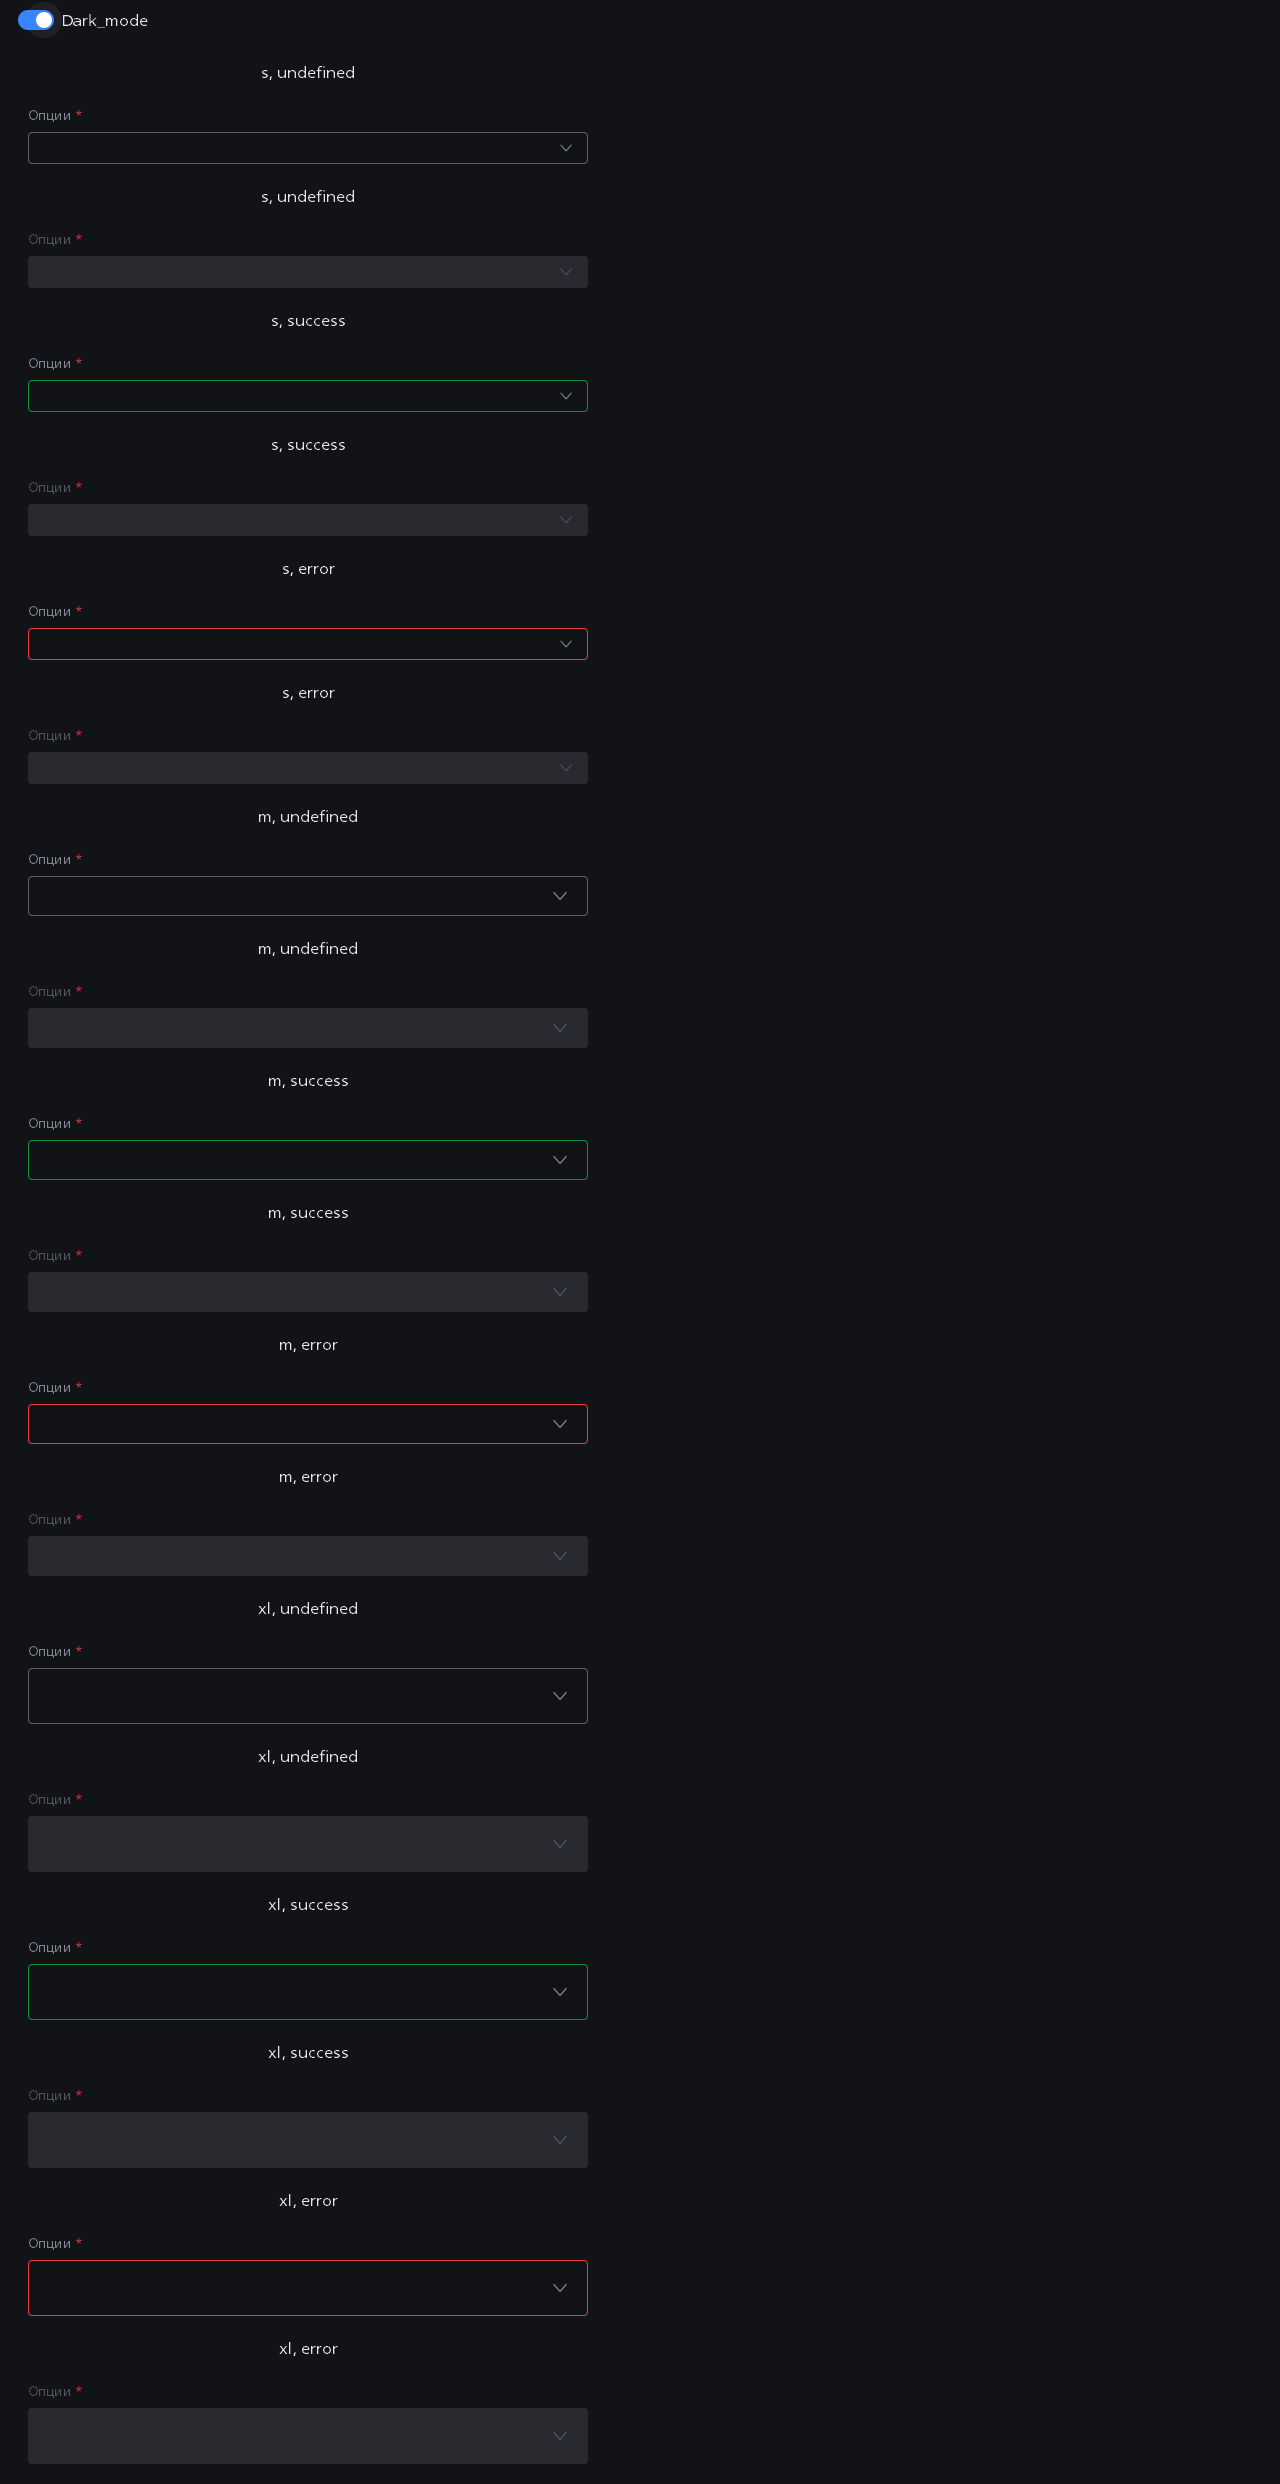 Dark_mode
s, undefined
Опции *
s, undefined
Опции *
s, success
Опции *
s, success
Опции *
s, error
Опции *
s, error
Опции *
m, undefined
Опции *
m, undefined
Опции *
m, success
Опции *
m, success
Опции *
m, error
Опции *
m, error
Опции *
xl, undefined
Опции *
xl, undefined
Опции *
xl, success
Опции *
xl, success
Опции *
xl, error
Опции *
xl, error
Опции *